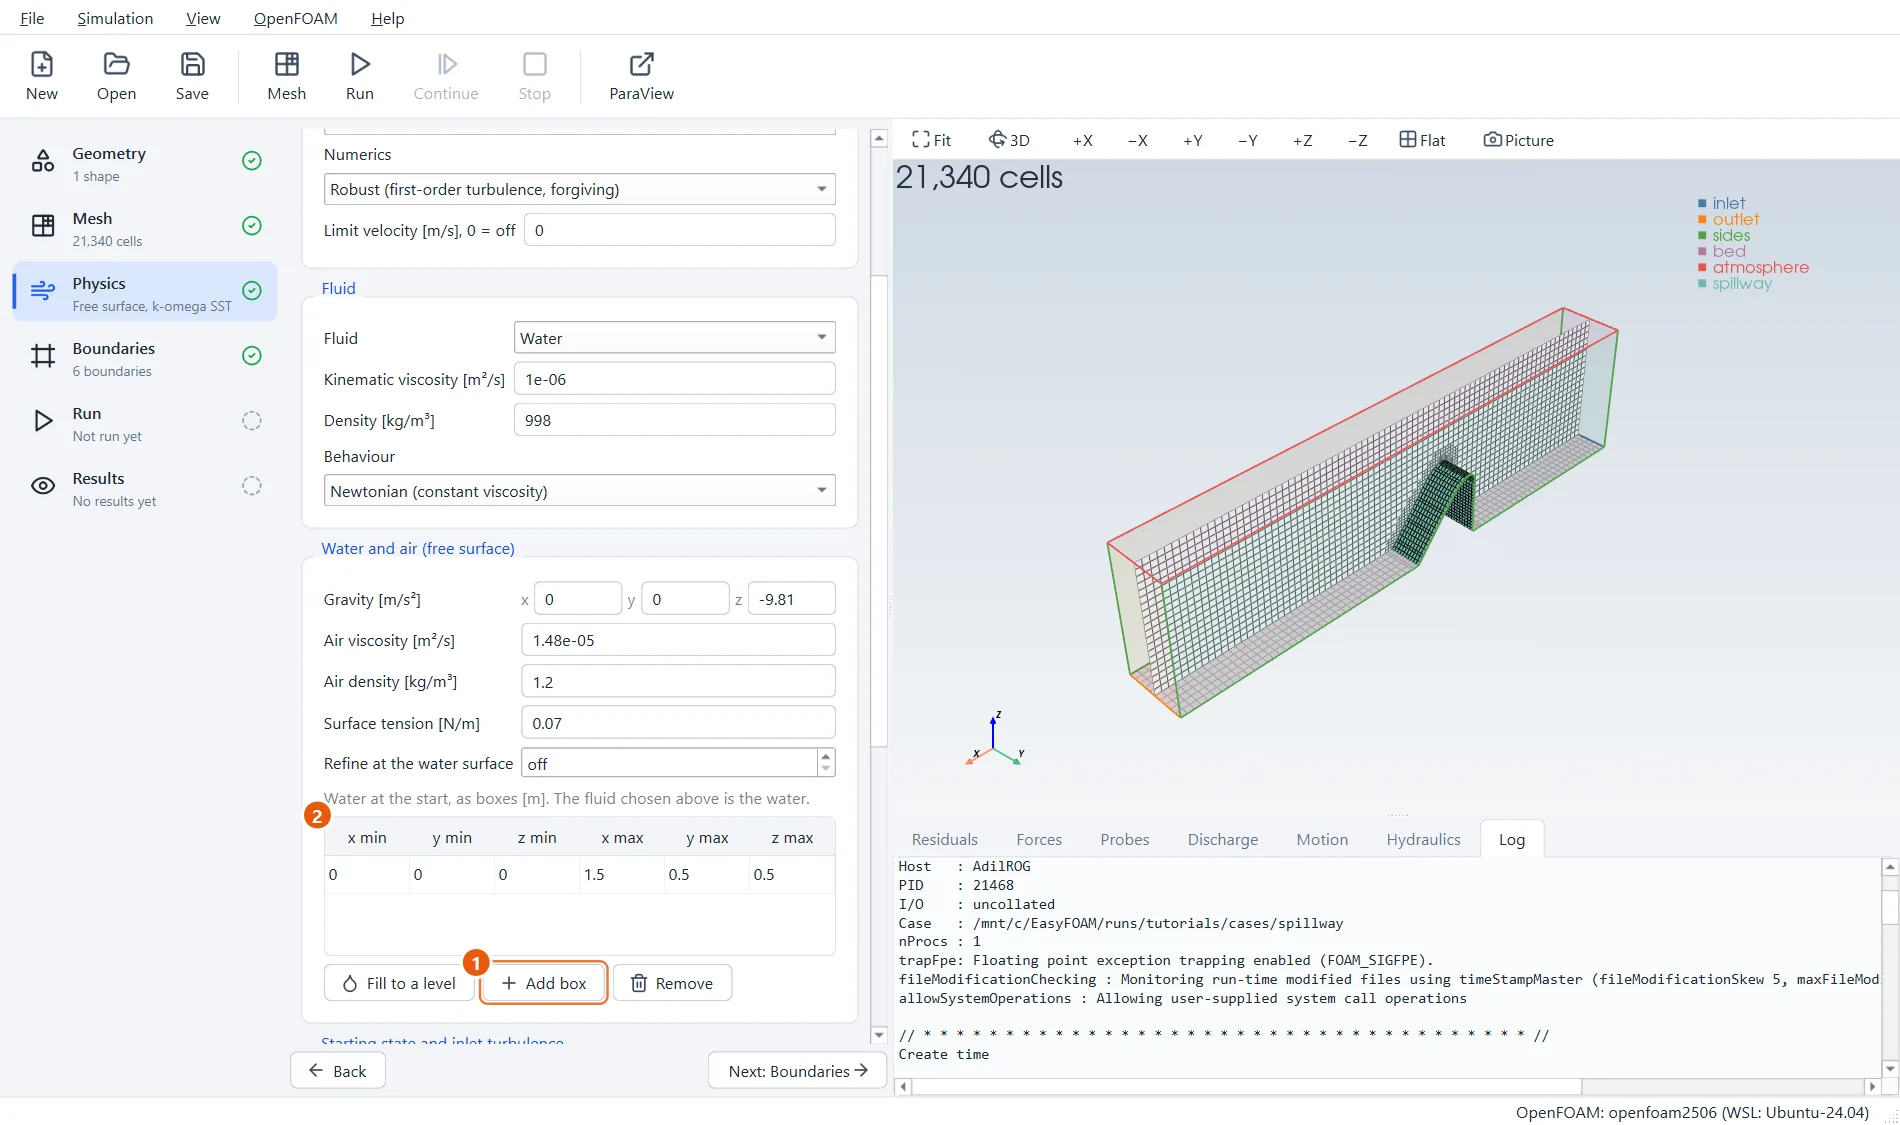 File Simulation View OpenFOAM Help
New Open Save Mesh Run Continue Stop ParaView
Geometry
1 shape
Mesh
21,340 cells
Physics
Free surface, k-omega SST
Boundaries
6 boundaries
Run
Not run yet
Results
No results yet
Numerics
Robust (first-order turbulence, forgiving)
Limit velocity [m/s], 0 = off 0
Fluid
Fluid Water
Kinematic viscosity [m²/s] 1e-06
Density [kg/m³] 998
Behaviour
Newtonian (constant viscosity)
Water and air (free surface)
Gravity [m/s²] x 0 y 0 z -9.81
Air viscosity [m²/s] 1.48e-05
Air density [kg/m³] 1.2
Surface tension [N/m] 0.07
Refine at the water surface off
Water at the start, as boxes [m]. The fluid chosen above is the water.
2
x min y min z min x max y max z max
0 0 0 1.5 0.5 0.5
1
Fill to a level Add box Remove
Starting state and inlet turbulence
Back Next: Boundaries
Fit 3D +X −X +Y −Y +Z −Z Flat Picture
21,340 cells
inlet
outlet
sides
bed
atmosphere
spillway
Z
X Y
Residuals Forces Probes Discharge Motion Hydraulics Log
Host : AdilROG
PID : 21468
I/O : uncollated
Case : /mnt/c/EasyFOAM/runs/tutorials/cases/spillway
nProcs : 1
trapFpe: Floating point exception trapping enabled (FOAM_SIGFPE).
fileModificationChecking : Monitoring run-time modified files using timeStampMaster (fileModificationSkew 5, maxFileMod
allowSystemOperations : Allowing user-supplied system call operations
// * * * * * * * * * * * * * * * * * * * * * * * * * * * * * * * * * * * * * //
Create time
OpenFOAM: openfoam2506 (WSL: Ubuntu-24.04)